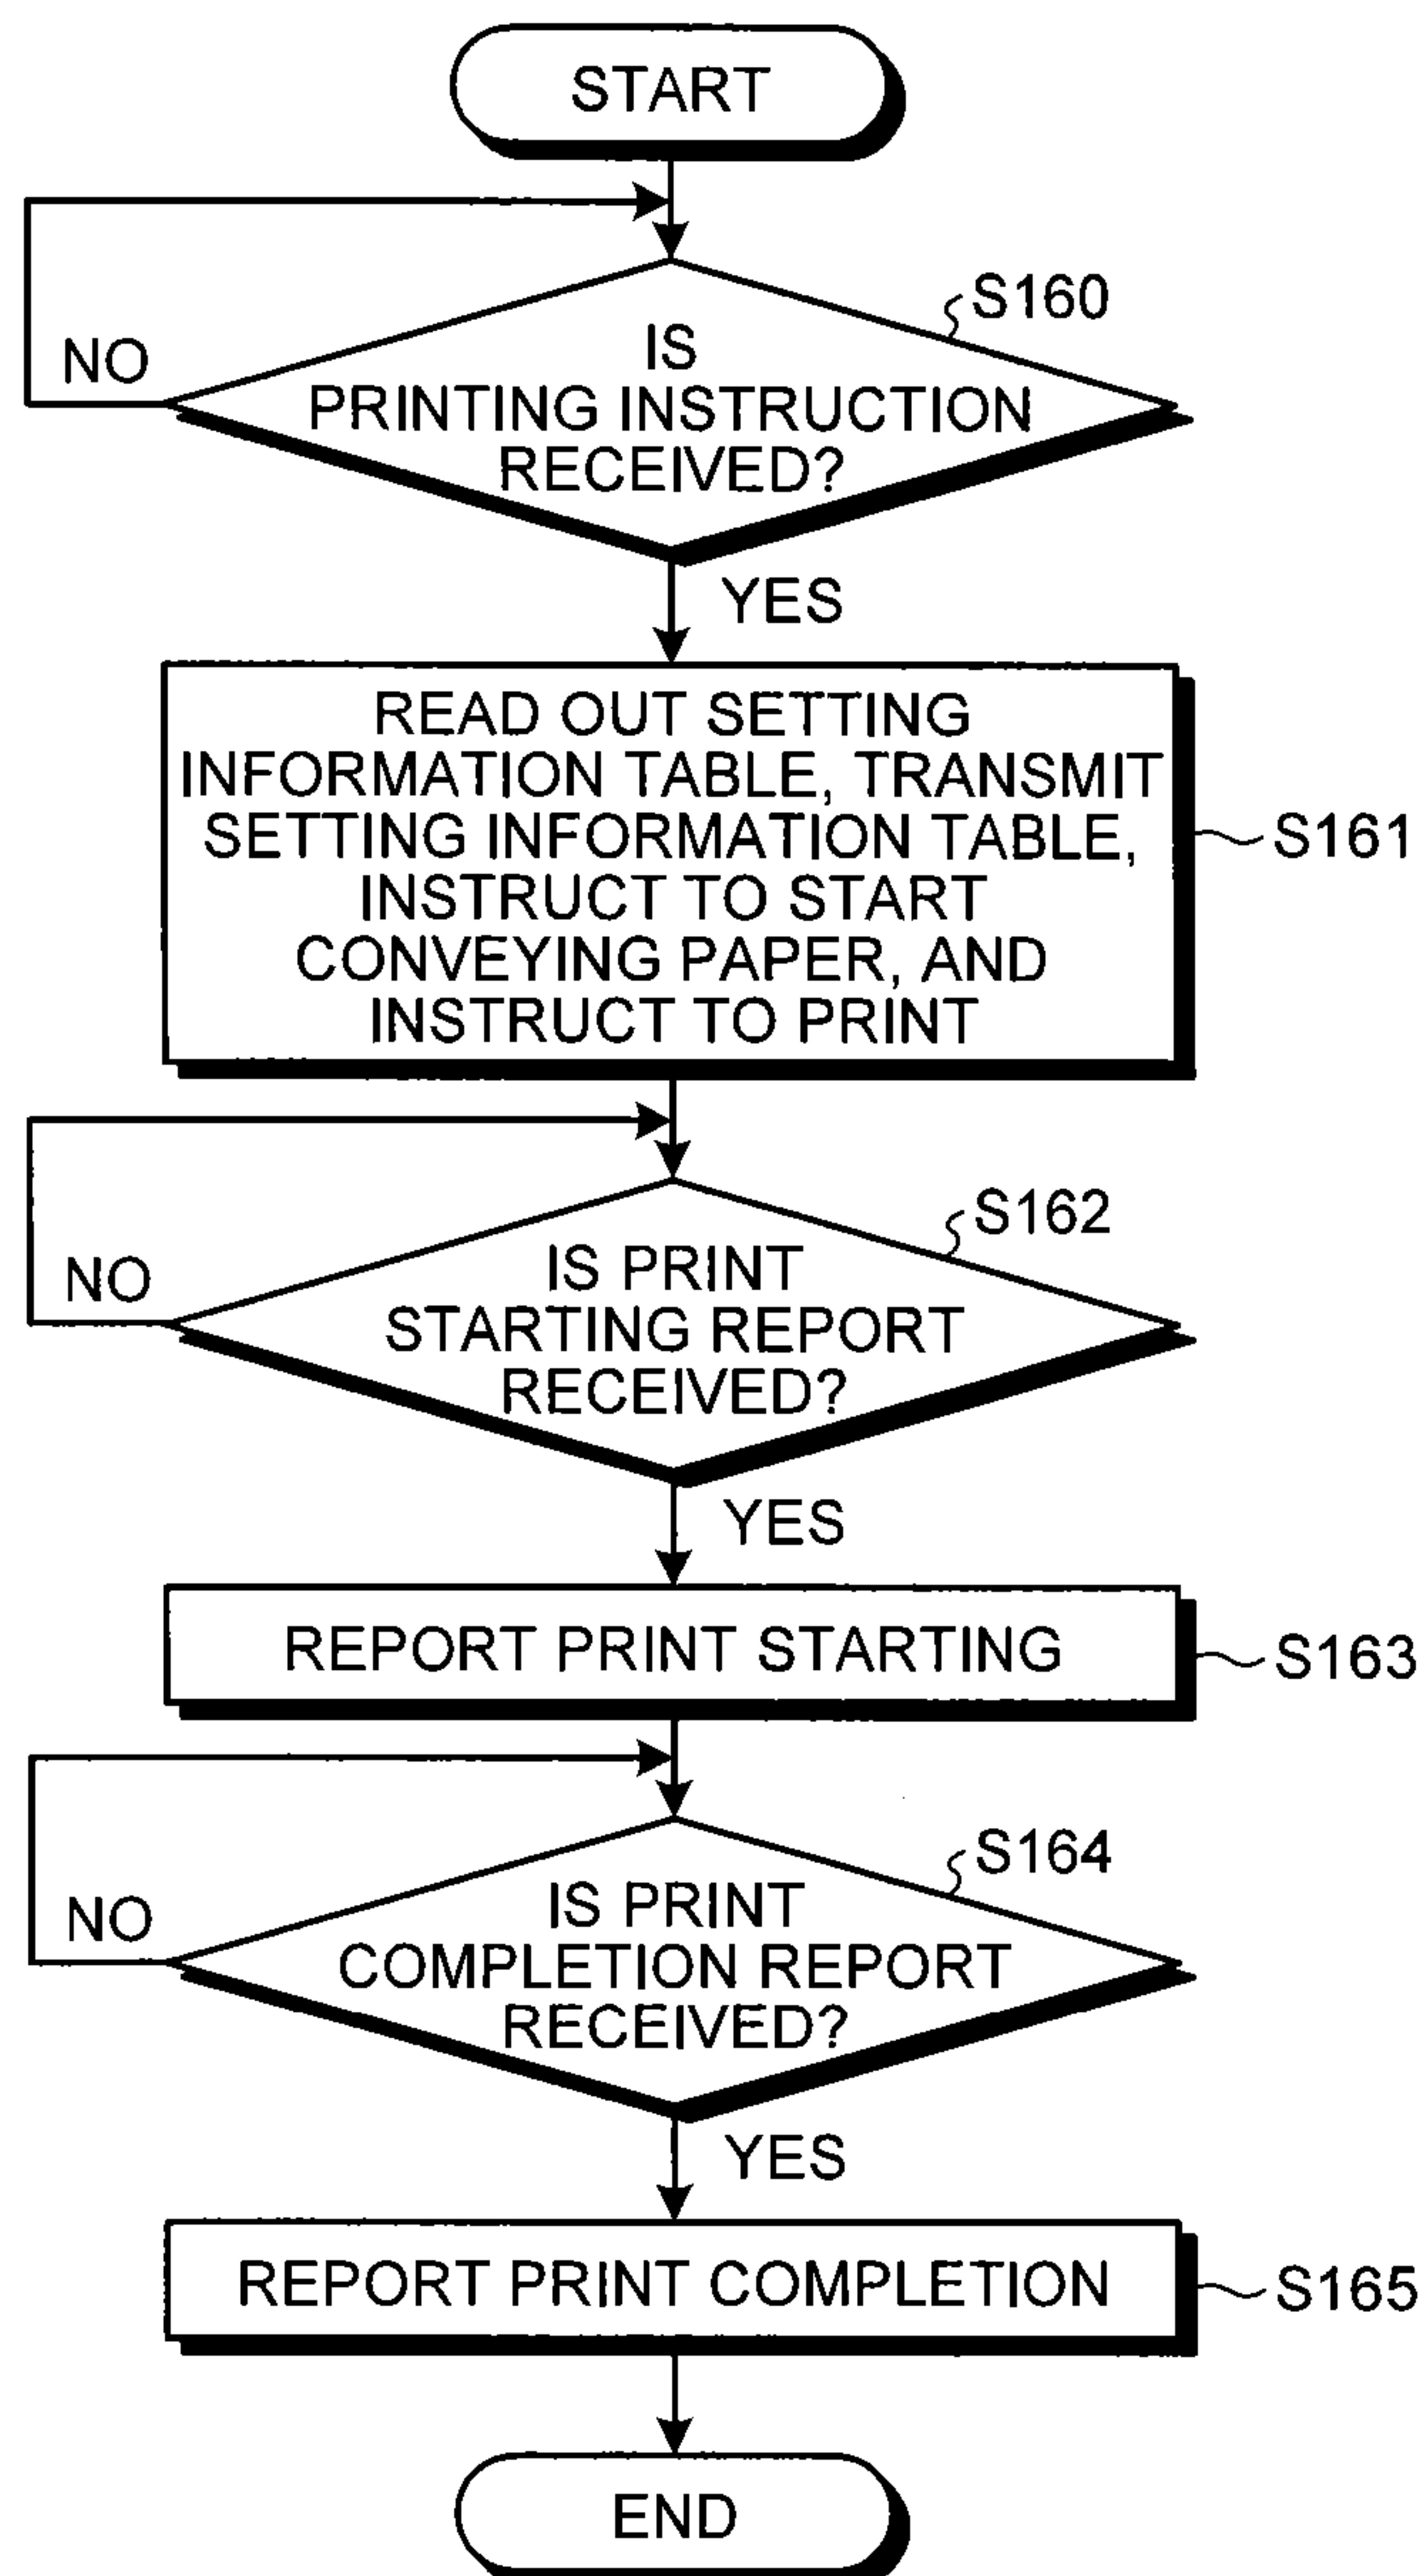 START
S160
IS
PRINTING INSTRUCTION
RECEIVED?
NO
YES
READ OUT SETTING
INFORMATION TABLE, TRANSMIT
SETTING INFORMATION TABLE,
INSTRUCT TO START
CONVEYING PAPER, AND
INSTRUCT TO PRINT
S161
S162
IS PRINT
STARTING REPORT
RECEIVED?
NO
YES
REPORT PRINT STARTING
S163
S164
IS PRINT
COMPLETION REPORT
RECEIVED?
NO
YES
REPORT PRINT COMPLETION
S165
END